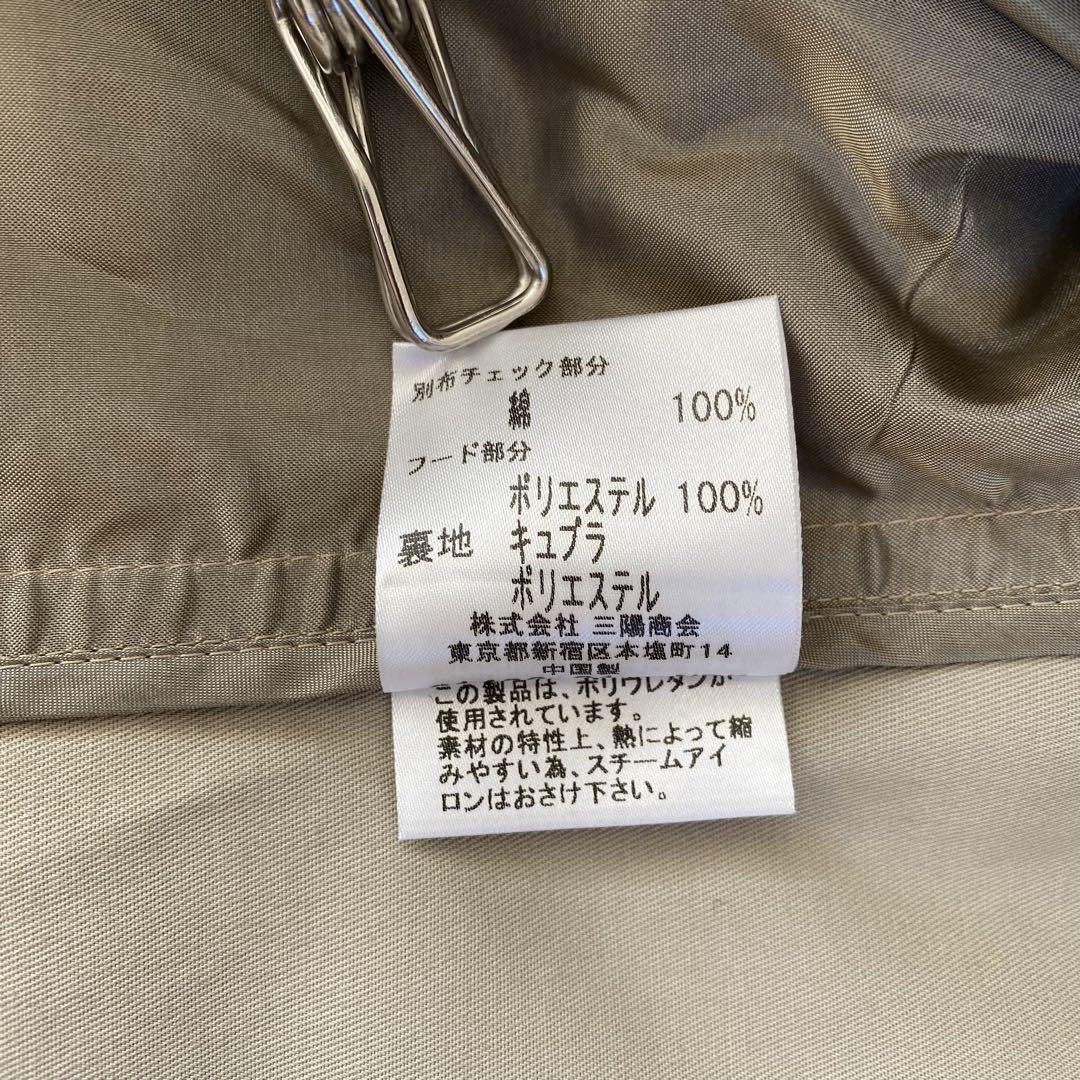 別布チェック部分
綿 100%
フード部分
ポリエステル 100%
裏地 キュプラ
ポリエステル
株式会社 三陽商会
東京都新宿区本塩町14
中国製
この製品は、ポリウレタンが
使用されています。
素材の特性上、熱によって縮
みやすい為、スチームアイ
ロンはおさけ下さい。